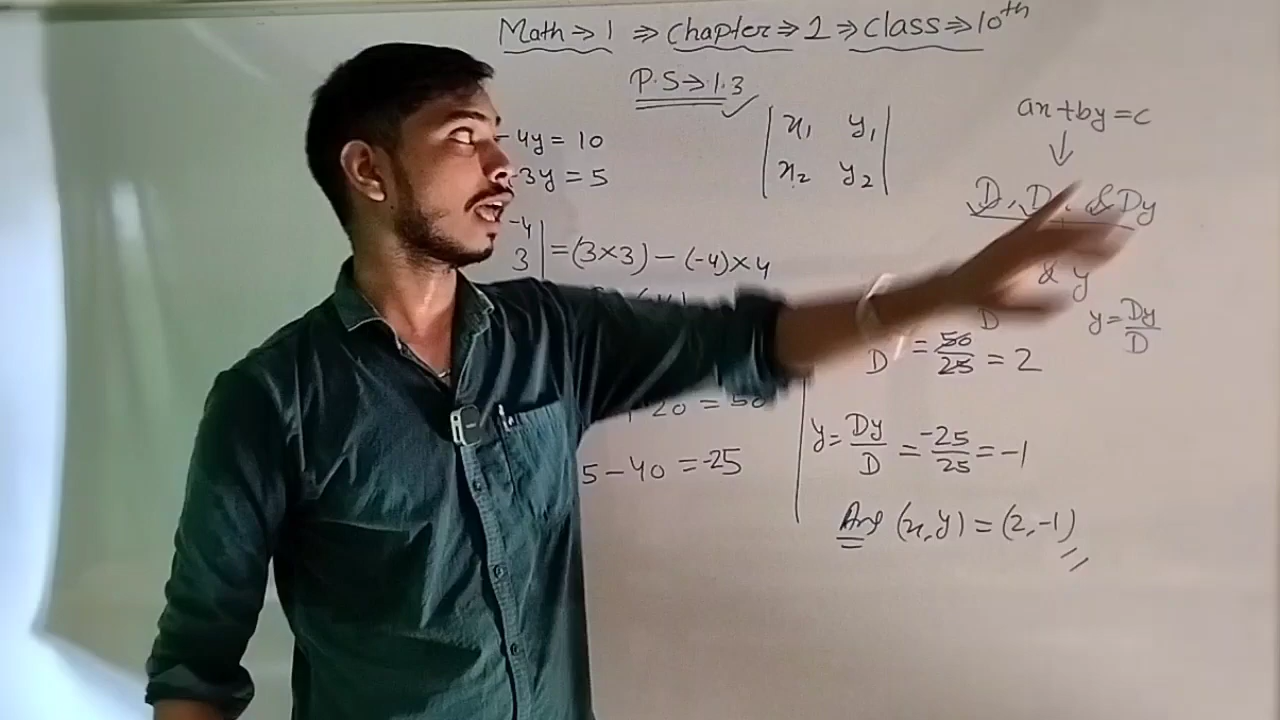 Math → 1 ⇒ Chapter → 1 ⇒ Class ⇒ 10th
P.S → 1.3 ✓
-4y = 10
3y = 5
| x₁ y₁ |
| x₂ y₂ |
-4
3 | = (3×3) - (-4)×4
20 = 50
5 - 40 = -25
ax + by = c
↓
D, D & Dy
& y
D
y = Dy/D
D = 50/25 = 2
y = Dy/D = -25/25 = -1
Ans (x, y) = (2, -1)